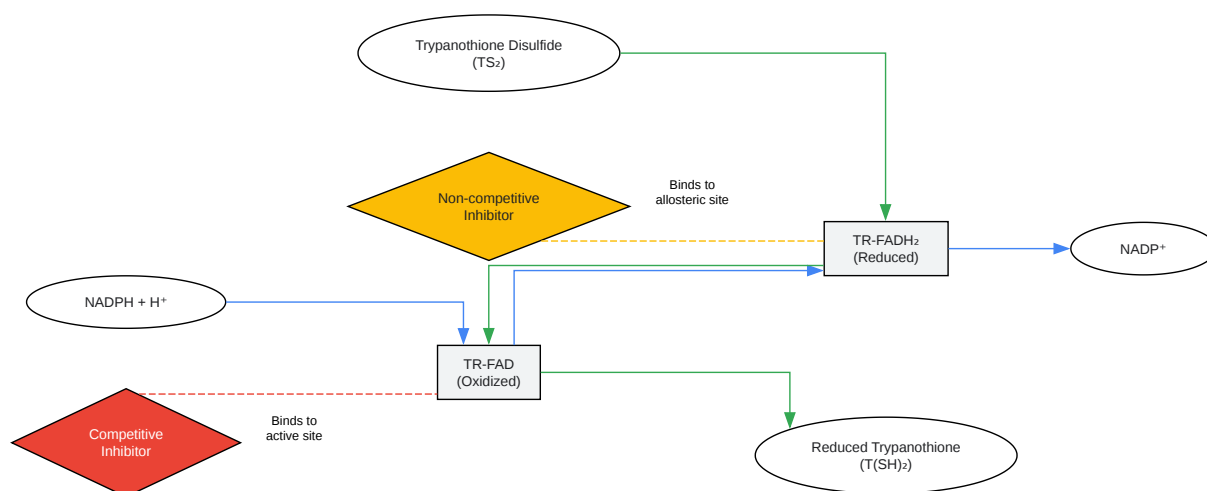 Trypanothione Disulfide
(TS₂)
Non-competitive
Inhibitor
Binds to
allosteric site
TR-FADH₂
(Reduced)
NADP⁺
NADPH + H⁺
TR-FAD
(Oxidized)
Competitive
Inhibitor
Binds to
active site
Reduced Trypanothione
(T(SH)₂)